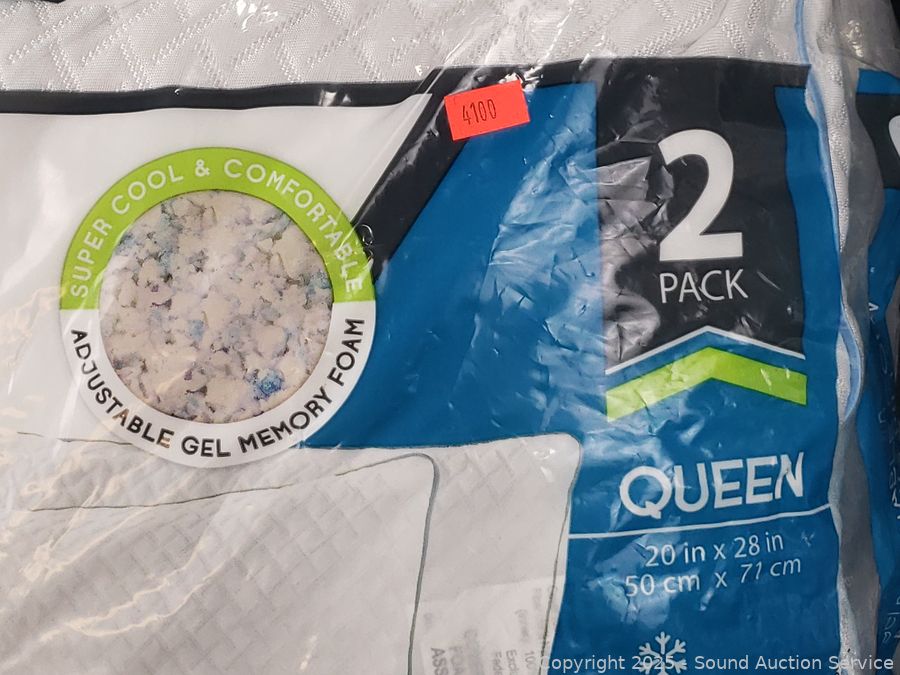 4100
SUPER COOL & COMFORTABLE
ADJUSTABLE GEL MEMORY FOAM
2
PACK
QUEEN
20 in x 28 in
50 cm x 71 cm
Copyright 2025 - Sound Auction Service